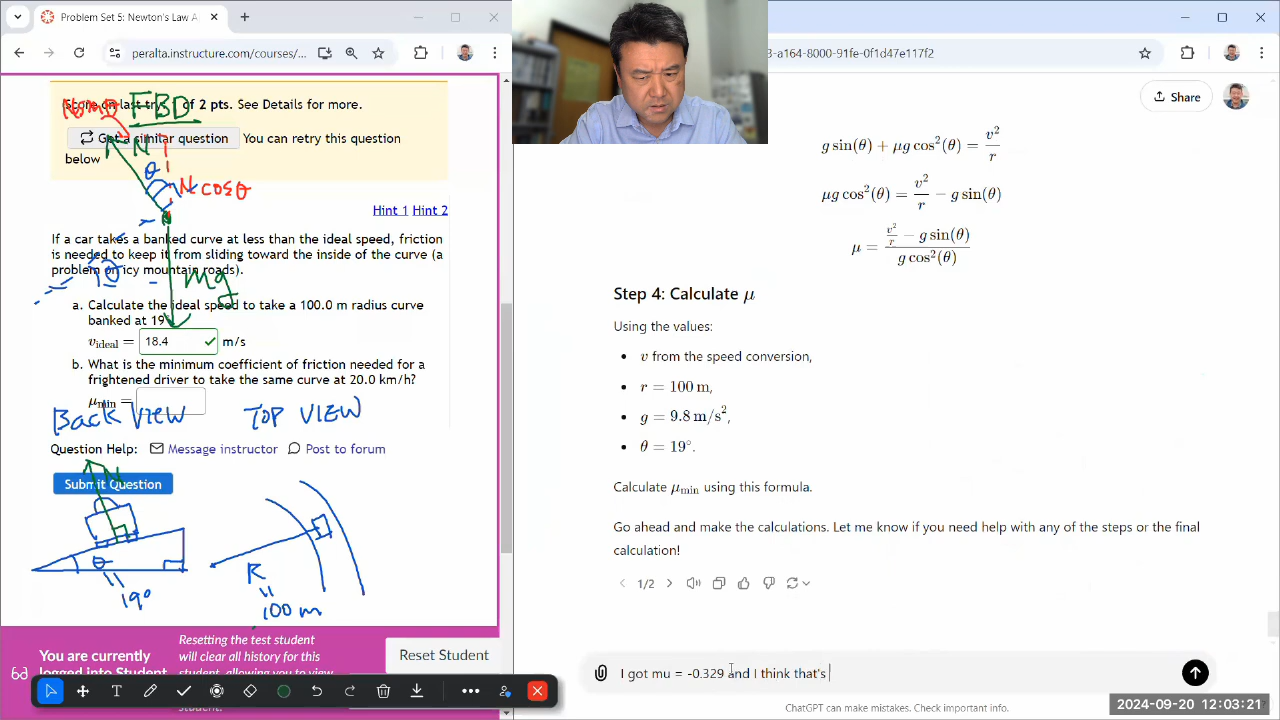 Problem Set 5: Newton's Law A
peralta.instructure.com/courses/
3-a164-8000-91fe-0f1d47e117f2
Score on last try: of 2 pts. See Details for more.
Get a similar question You can retry this question
below
FBD
N
θ
N cos θ
mg
Hint 1 Hint 2
If a car takes a banked curve at less than the ideal speed, friction
is needed to keep it from sliding toward the inside of the curve (a
problem on icy mountain roads).
a. Calculate the ideal speed to take a 100.0 m radius curve
banked at 19
v_ideal = 18.4 m/s
b. What is the minimum coefficient of friction needed for a
frightened driver to take the same curve at 20.0 km/h?
μ_min =
BACK VIEW TOP VIEW
Question Help: Message instructor Post to forum
Submit Question
N
θ
19°
R
100 m
You are currently
logged into Student
Resetting the test student
will clear all history for this
student, allowing you to view
Reset Student
Share
g sin(θ) + μg cos²(θ) = v²/r
μg cos²(θ) = v²/r − g sin(θ)
μ = (v²/r − g sin(θ)) / (g cos²(θ))
Step 4: Calculate μ
Using the values:
• v from the speed conversion,
• r = 100 m,
• g = 9.8 m/s²,
• θ = 19°.
Calculate μ_min using this formula.
Go ahead and make the calculations. Let me know if you need help with any of the steps or the final
calculation!
1/2
I got mu = -0.329 and I think that's
ChatGPT can make mistakes. Check important info.
2024-09-20 12:03:21